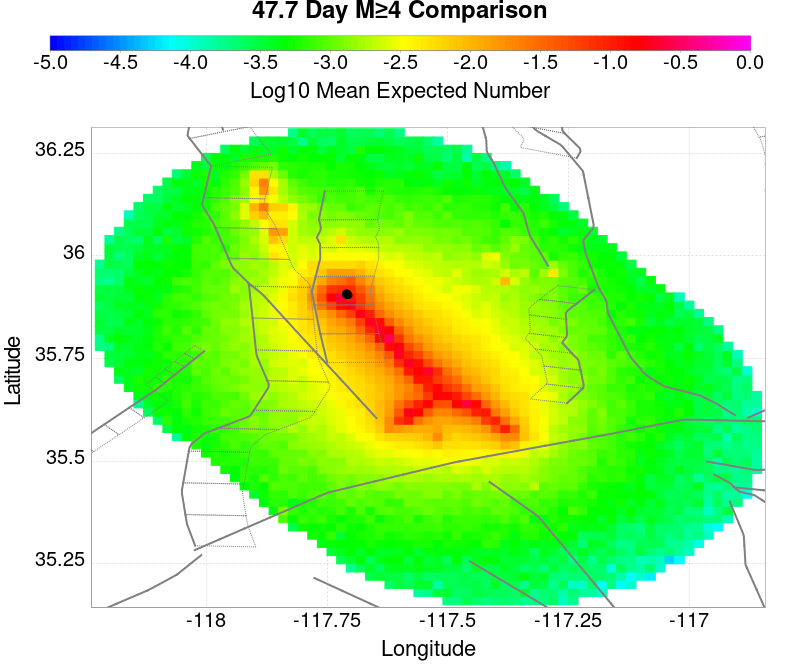 47.7 Day M≥4 Comparison
-5.0 -4.5 -4.0 -3.5 -3.0 -2.5 -2.0 -1.5 -1.0 -0.5 0.0
Log10 Mean Expected Number
36.25
36
35.75
35.5
35.25
Latitude
-118 -117.75 -117.5 -117.25 -117
Longitude